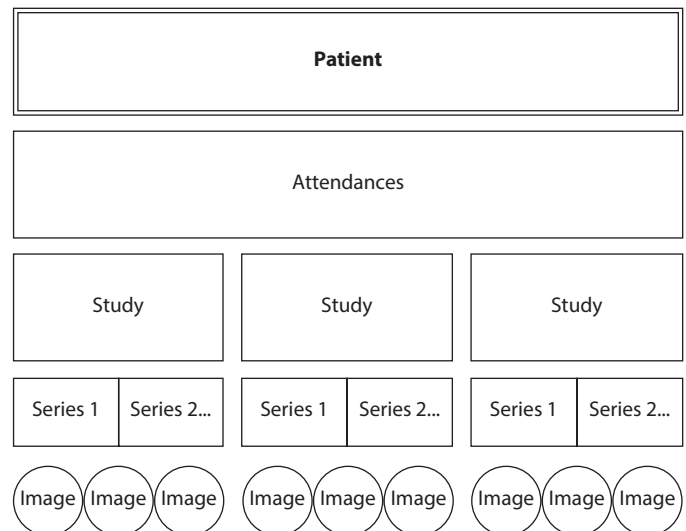 Patient
Attendances
Study Study Study
Series 1 Series 2... Series 1 Series 2... Series 1 Series 2...
Image Image Image Image Image Image Image Image Image